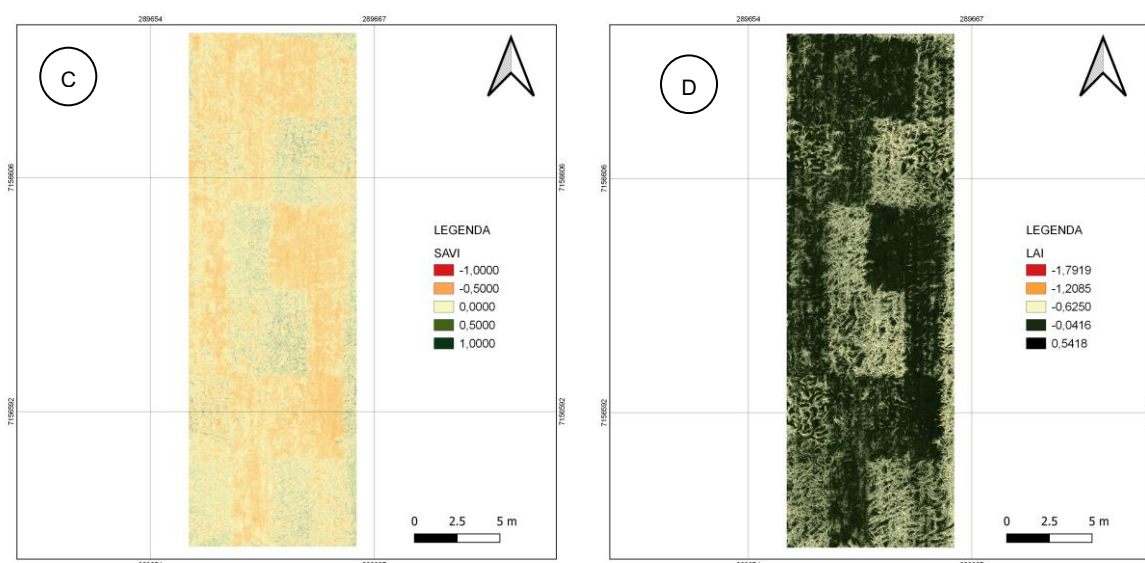 289654
289667
C
7156606
LEGENDA
SAVI
-1,0000
-0,5000
0,0000
0,5000
1,0000
7156592
0 2.5 5 m
289654
289667
D
7156606
LEGENDA
LAI
-1,7919
-1,2085
-0,6250
-0,0416
0,5418
7156592
0 2.5 5 m